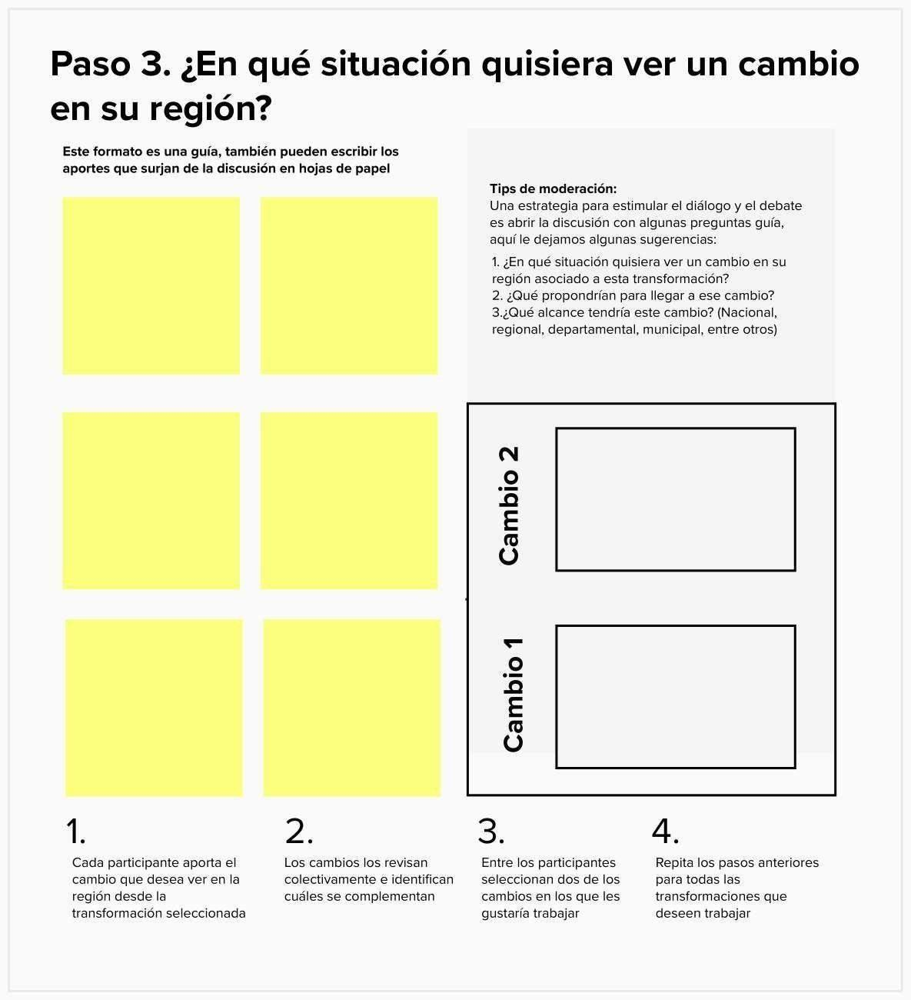 Paso 3. ¿En qué situación quisiera ver un cambio
en su región?
Este formato es una guía, también pueden escribir los
aportes que surjan de la discusión en hojas de papel
Tips de moderación:
Una estrategia para estimular el diálogo y el debate
es abrir la discusión con algunas preguntas guía,
aquí le dejamos algunas sugerencias:
1. ¿En qué situación quisiera ver un cambio en su
región asociado a esta transformación?
2. ¿Qué propondrían para llegar a ese cambio?
3.¿Qué alcance tendría este cambio? (Nacional,
regional, departamental, municipal, entre otros)
Cambio 2
Cambio 1
1.
Cada participante aporta el
cambio que desea ver en la
región desde la
transformación seleccionada
2.
Los cambios los revisan
colectivamente e identifican
cuáles se complementan
3.
Entre los participantes
seleccionan dos de los
cambios en los que les
gustaría trabajar
4.
Repita los pasos anteriores
para todas las
transformaciones que
deseen trabajar